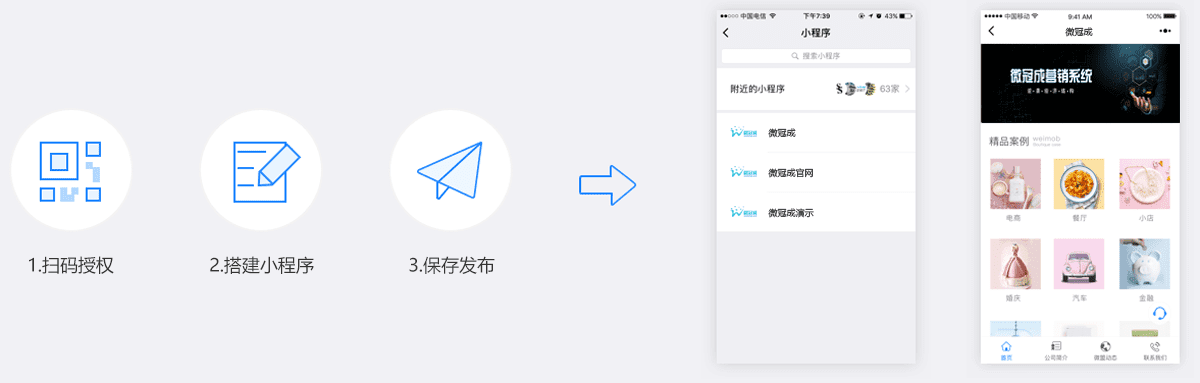 1.扫码授权
2.搭建小程序
3.保存发布
中国电信
下午7:39
43%
小程序
搜索小程序
附近的小程序
63家
微冠成
微冠成官网
微冠成演示
中国移动
9:41 AM
100%
微冠成
微冠成营销系统
精品案例
weimob
电商
餐厅
小店
婚庆
汽车
金融
首页
公司简介
微盟动态
联系我们